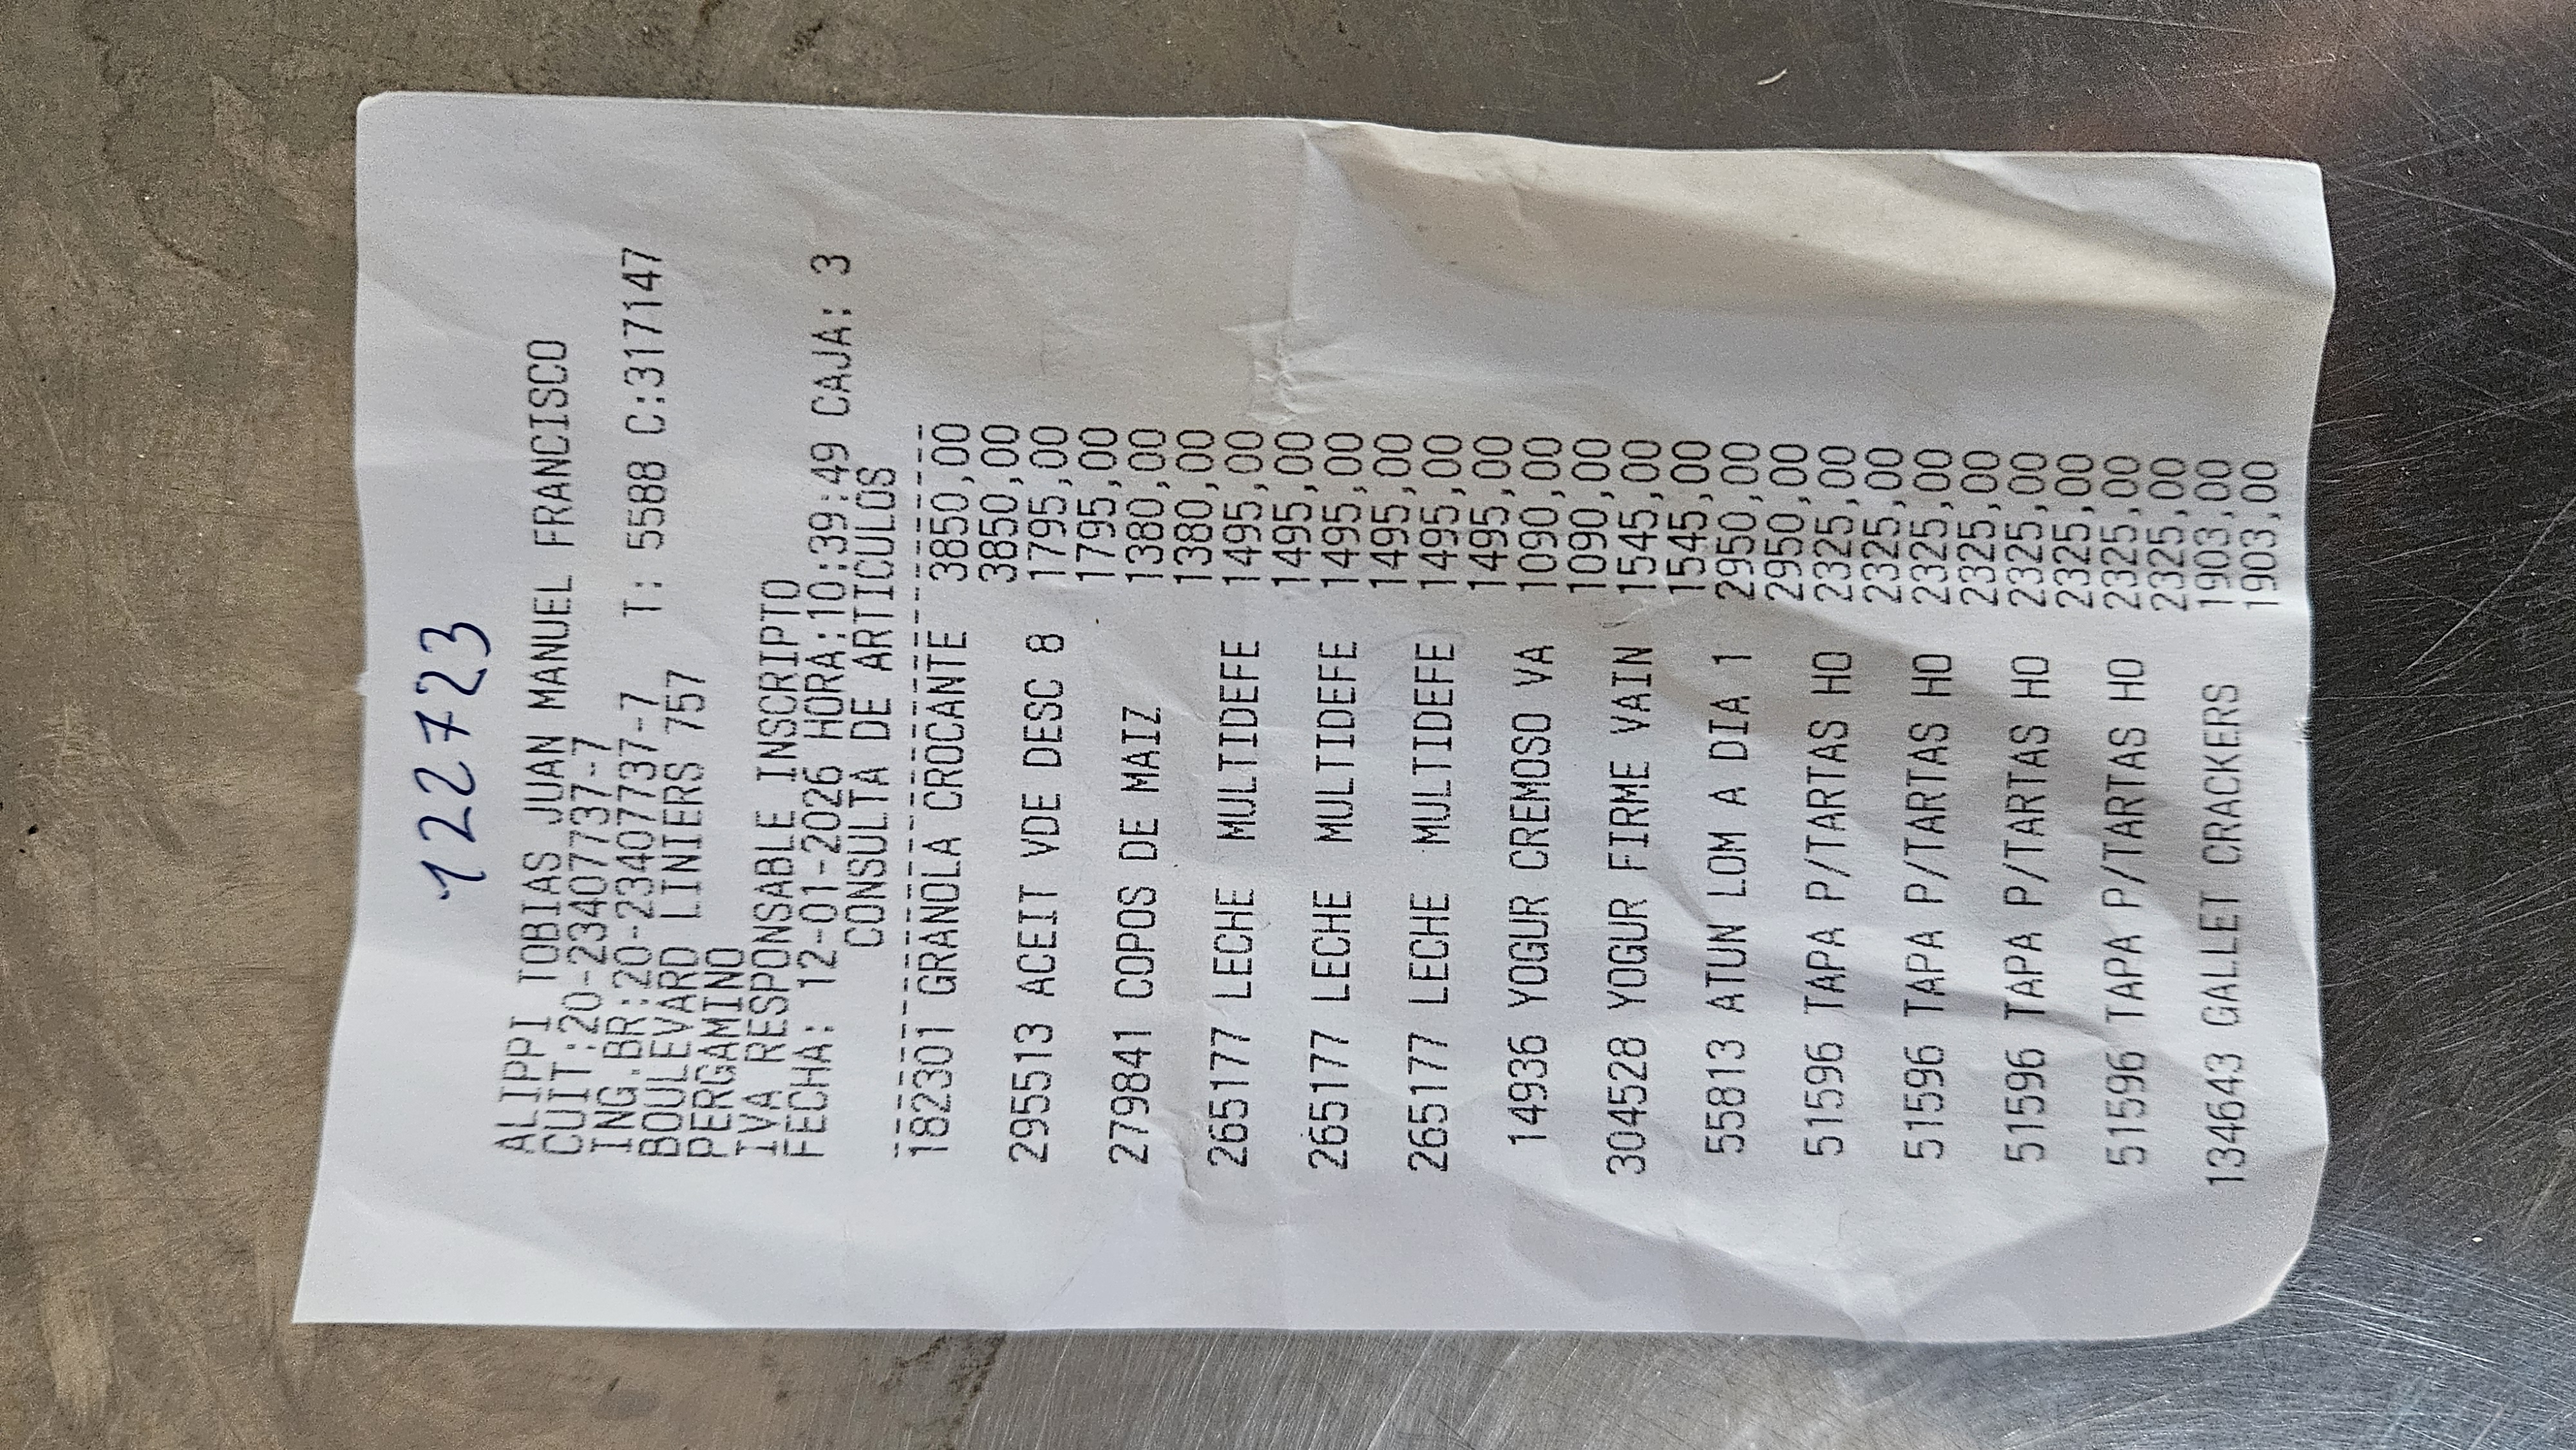 122723
ALIPPI TOBIAS JUAN MANUEL FRANCISCO
CUIT:20-23407737-7
ING.BR:20-23407737-7 T: 5588 C:317147
BOULEVARD LINIERS 757
PERGAMINO
IVA RESPONSABLE INSCRIPTO
FECHA: 12-01-2026 HORA:10:39:49 CAJA: 3
CONSULTA DE ARTICULOS
----------------------------------------
182301 GRANOLA CROCANTE 3850,00
3850,00
295513 ACEIT VDE DESC 8 1795,00
1795,00
279841 COPOS DE MAIZ 1380,00
1380,00
265177 LECHE MULTIDEFE 1495,00
1495,00
265177 LECHE MULTIDEFE 1495,00
1495,00
265177 LECHE MULTIDEFE 1495,00
1495,00
14936 YOGUR CREMOSO VA 1090,00
1090,00
304528 YOGUR FIRME VAIN 1545,00
1545,00
55813 ATUN LOM A DIA 1 2950,00
2950,00
51596 TAPA P/TARTAS HO 2325,00
2325,00
51596 TAPA P/TARTAS HO 2325,00
2325,00
51596 TAPA P/TARTAS HO 2325,00
2325,00
51596 TAPA P/TARTAS HO 2325,00
2325,00
134643 GALLET CRACKERS 1903,00
1903,00